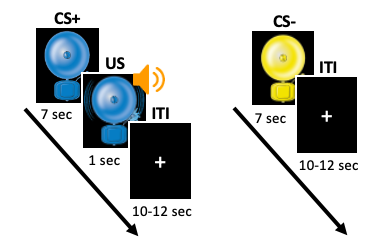 CS+
US
ITI
7 sec
1 sec
10-12 sec
CS-
ITI
7 sec
10-12 sec